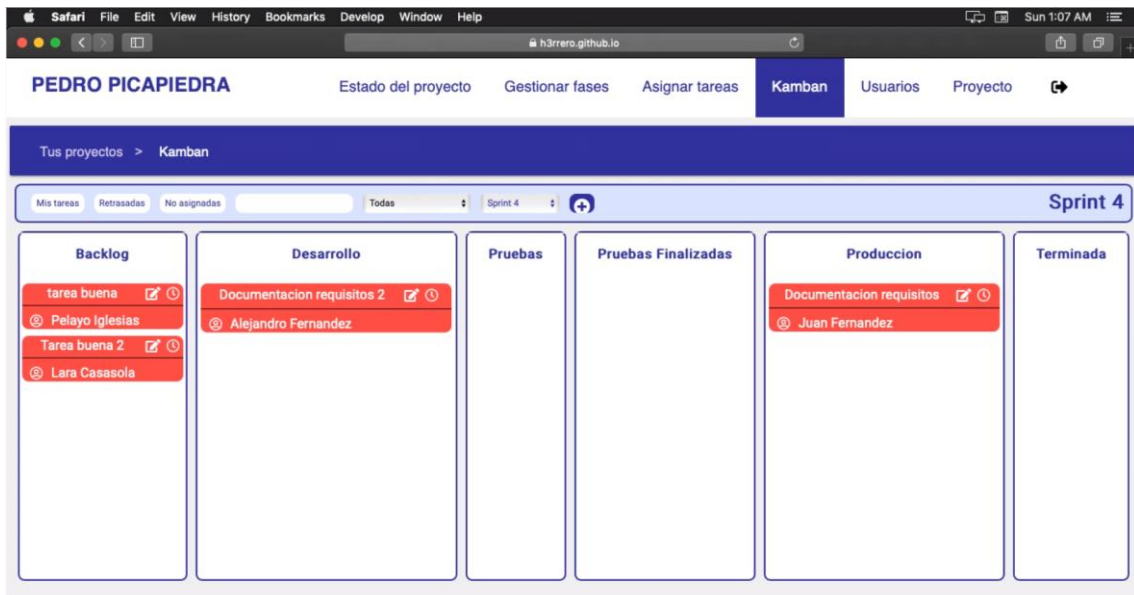 Safari File Edit View History Bookmarks Develop Window Help Sun 1:07 AM
h3rrero.github.io
PEDRO PICAPIEDRA Estado del proyecto Gestionar fases Asignar tareas Kamban Usuarios Proyecto
Tus proyectos > Kamban
Mis tareas Retrasadas No asignadas Todas Sprint 4 Sprint 4
Backlog Desarrollo Pruebas Pruebas Finalizadas Produccion Terminada
tarea buena Documentacion requisitos 2 Documentacion requisitos
Pelayo Iglesias Alejandro Fernandez Juan Fernandez
Tarea buena 2
Lara Casasola